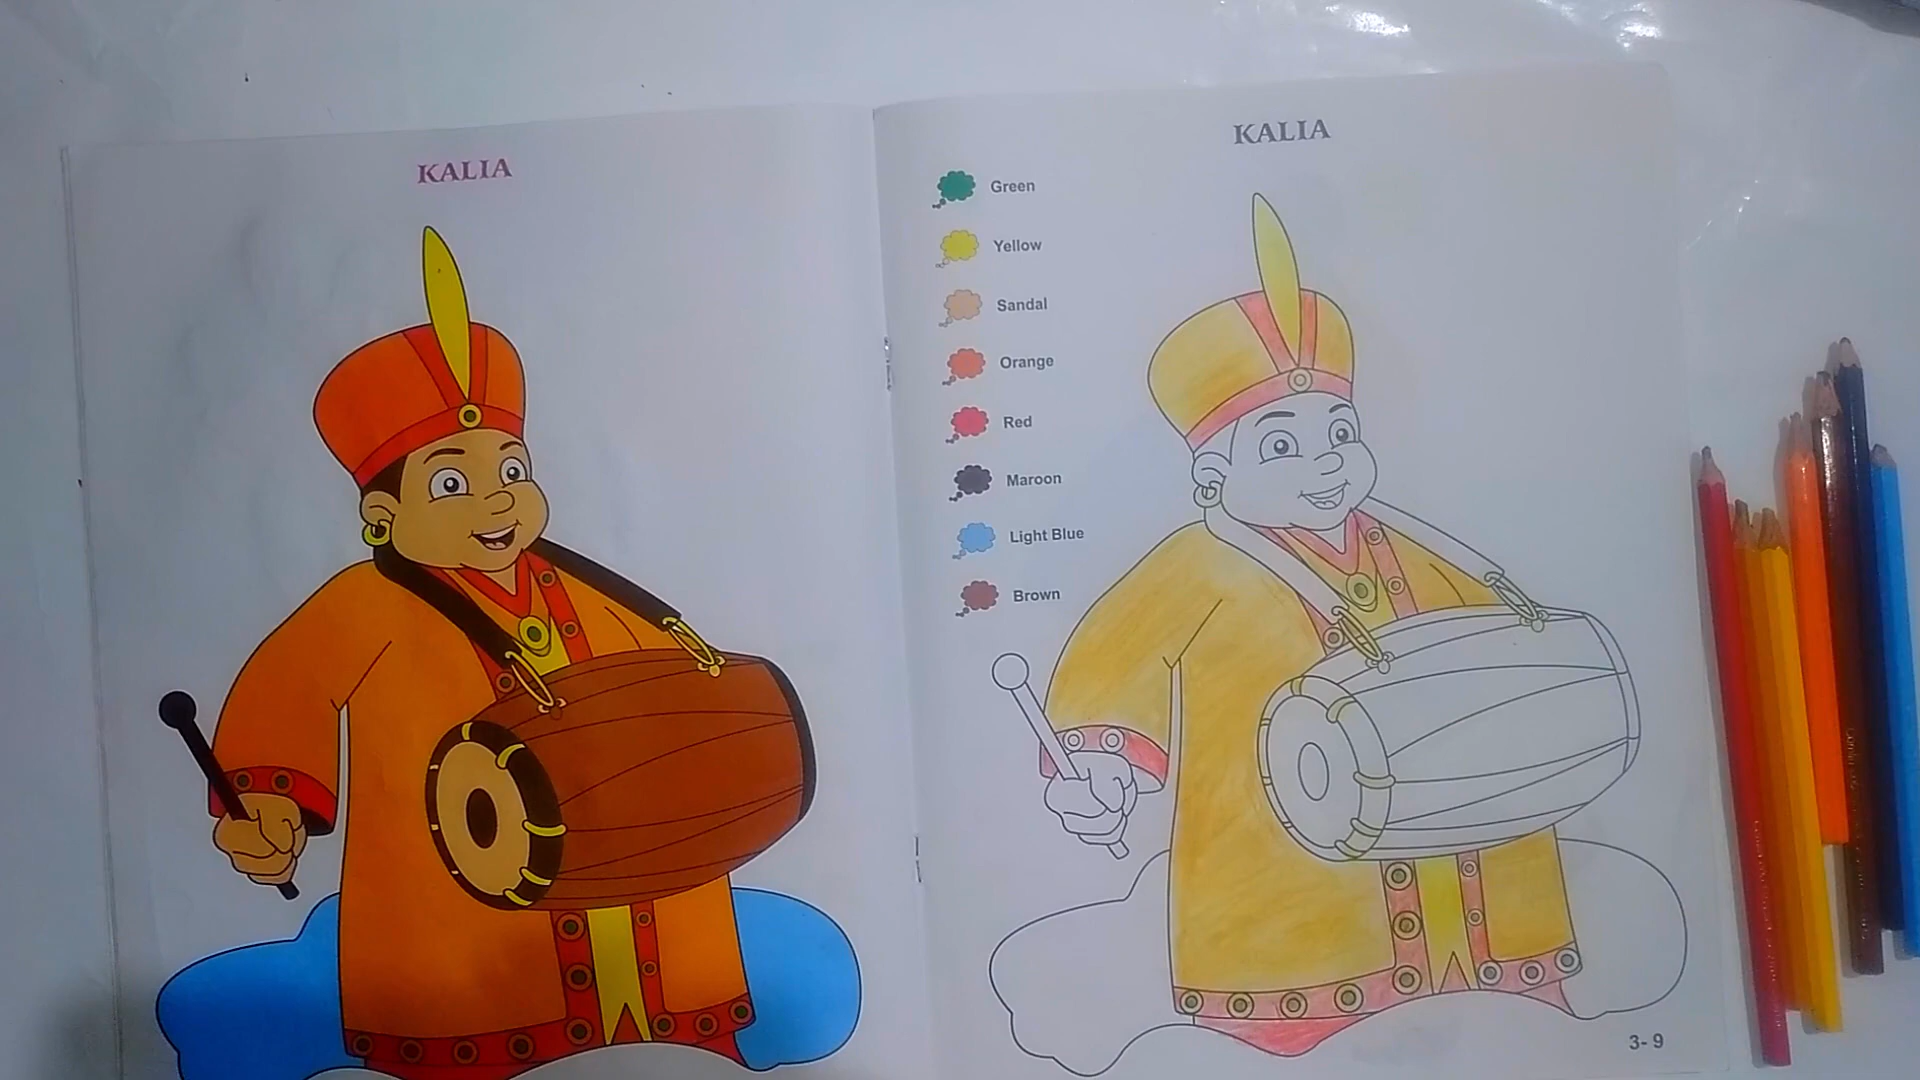 KALIA
KALIA
Green
Yellow
Sandal
Orange
Red
Maroon
Light Blue
Brown
3- 9